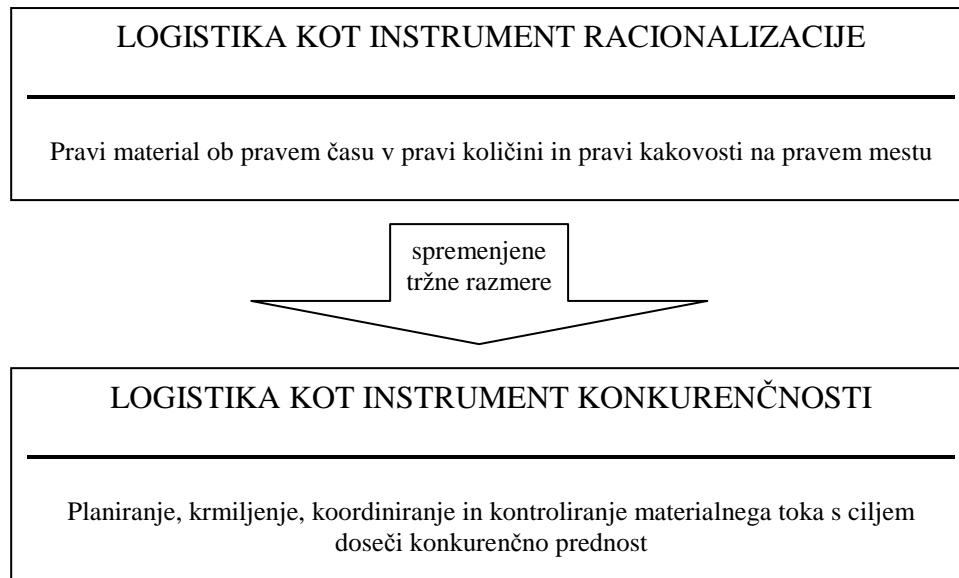 LOGISTIKA KOT INSTRUMENT RACIONALIZACIJE
Pravi material ob pravem času v pravi količini in pravi kakovosti na pravem mestu
spremenjene
tržne razmere
LOGISTIKA KOT INSTRUMENT KONKURENČNOSTI
Planiranje, krmiljenje, koordiniranje in kontroliranje materialnega toka s ciljem
doseči konkurenčno prednost